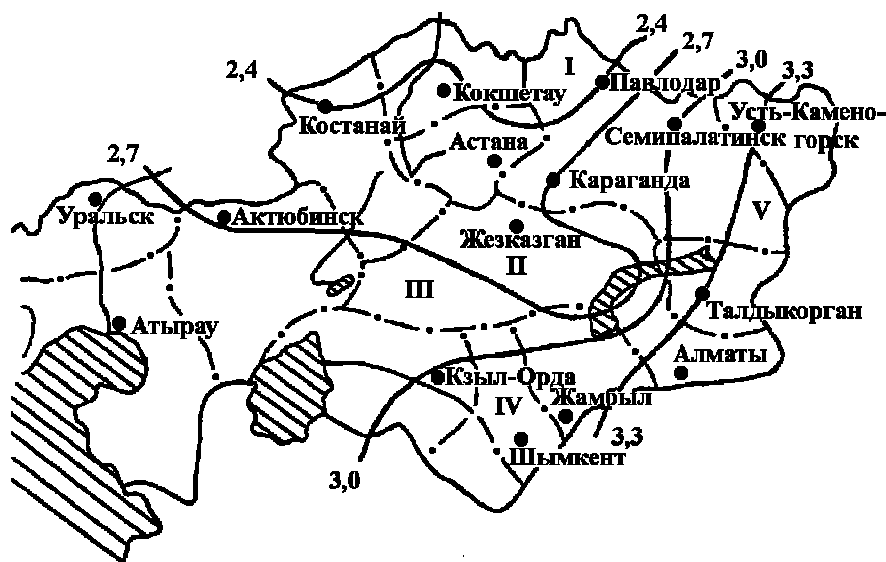 2,4
I
2,4
2,7
3,0
3,3
Кокшетау
Павлодар
Костанай
Семипалатинск
Усть-Камено-
горск
Астана
2,7
Караганда
Уральск
Актюбинск
V
Жезказган
II
III
Талдыкорган
Атырау
Алматы
Кзыл-Орда
IV
Жамбыл
3,3
Шымкент
3,0